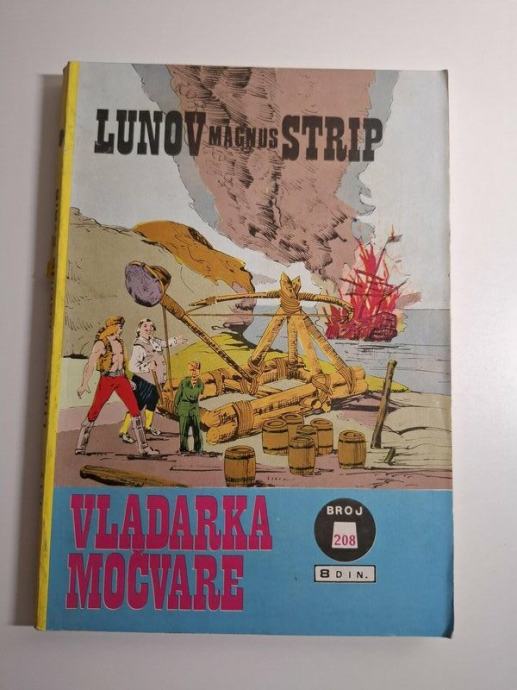 LUNOV MAGNUS STRIP
VLADARKA
MOČVARE
BROJ
208
8 DIN.